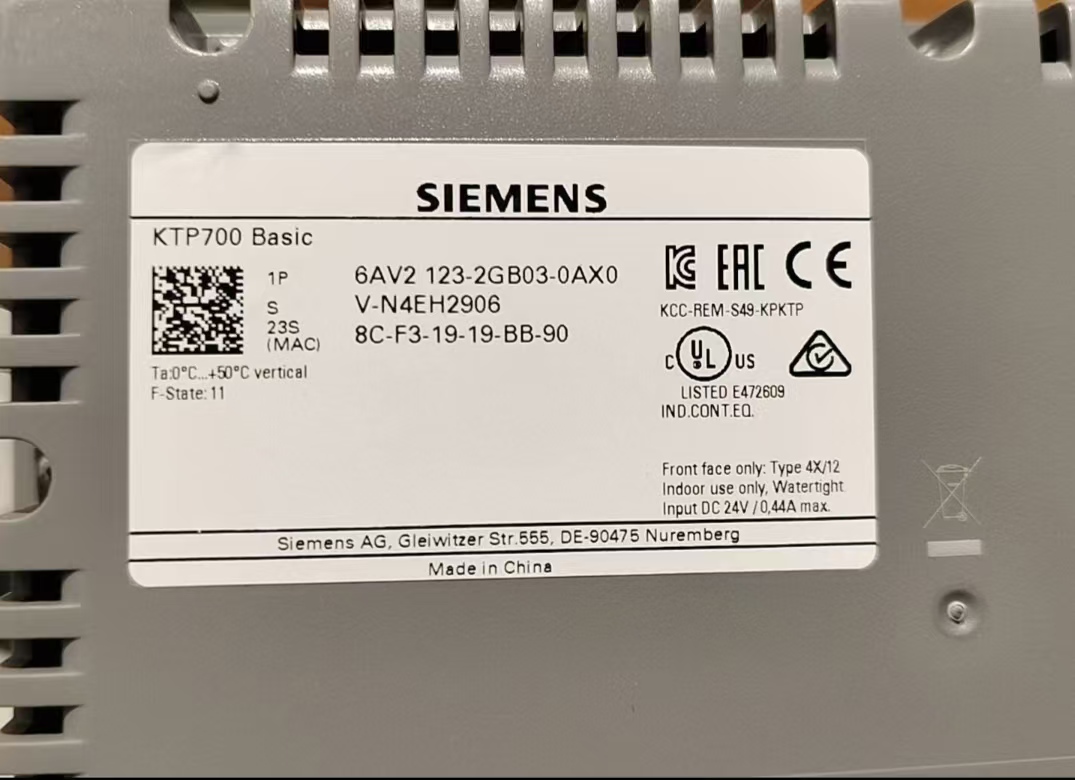 SIEMENS
KTP700 Basic
1P 6AV2 123-2GB03-0AX0
S V-N4EH2906
23S
(MAC) 8C-F3-19-19-BB-90
Ta:0°C...+50°C vertical
F-State: 11
EAC CE
KCC-REM-S49-KPKTP
C UL US
LISTED E472609
IND.CONT.EQ.
Front face only: Type 4X/12
Indoor use only, Watertight
Input DC 24V / 0,44A max.
Siemens AG, Gleiwitzer Str.555, DE-90475 Nuremberg
Made in China